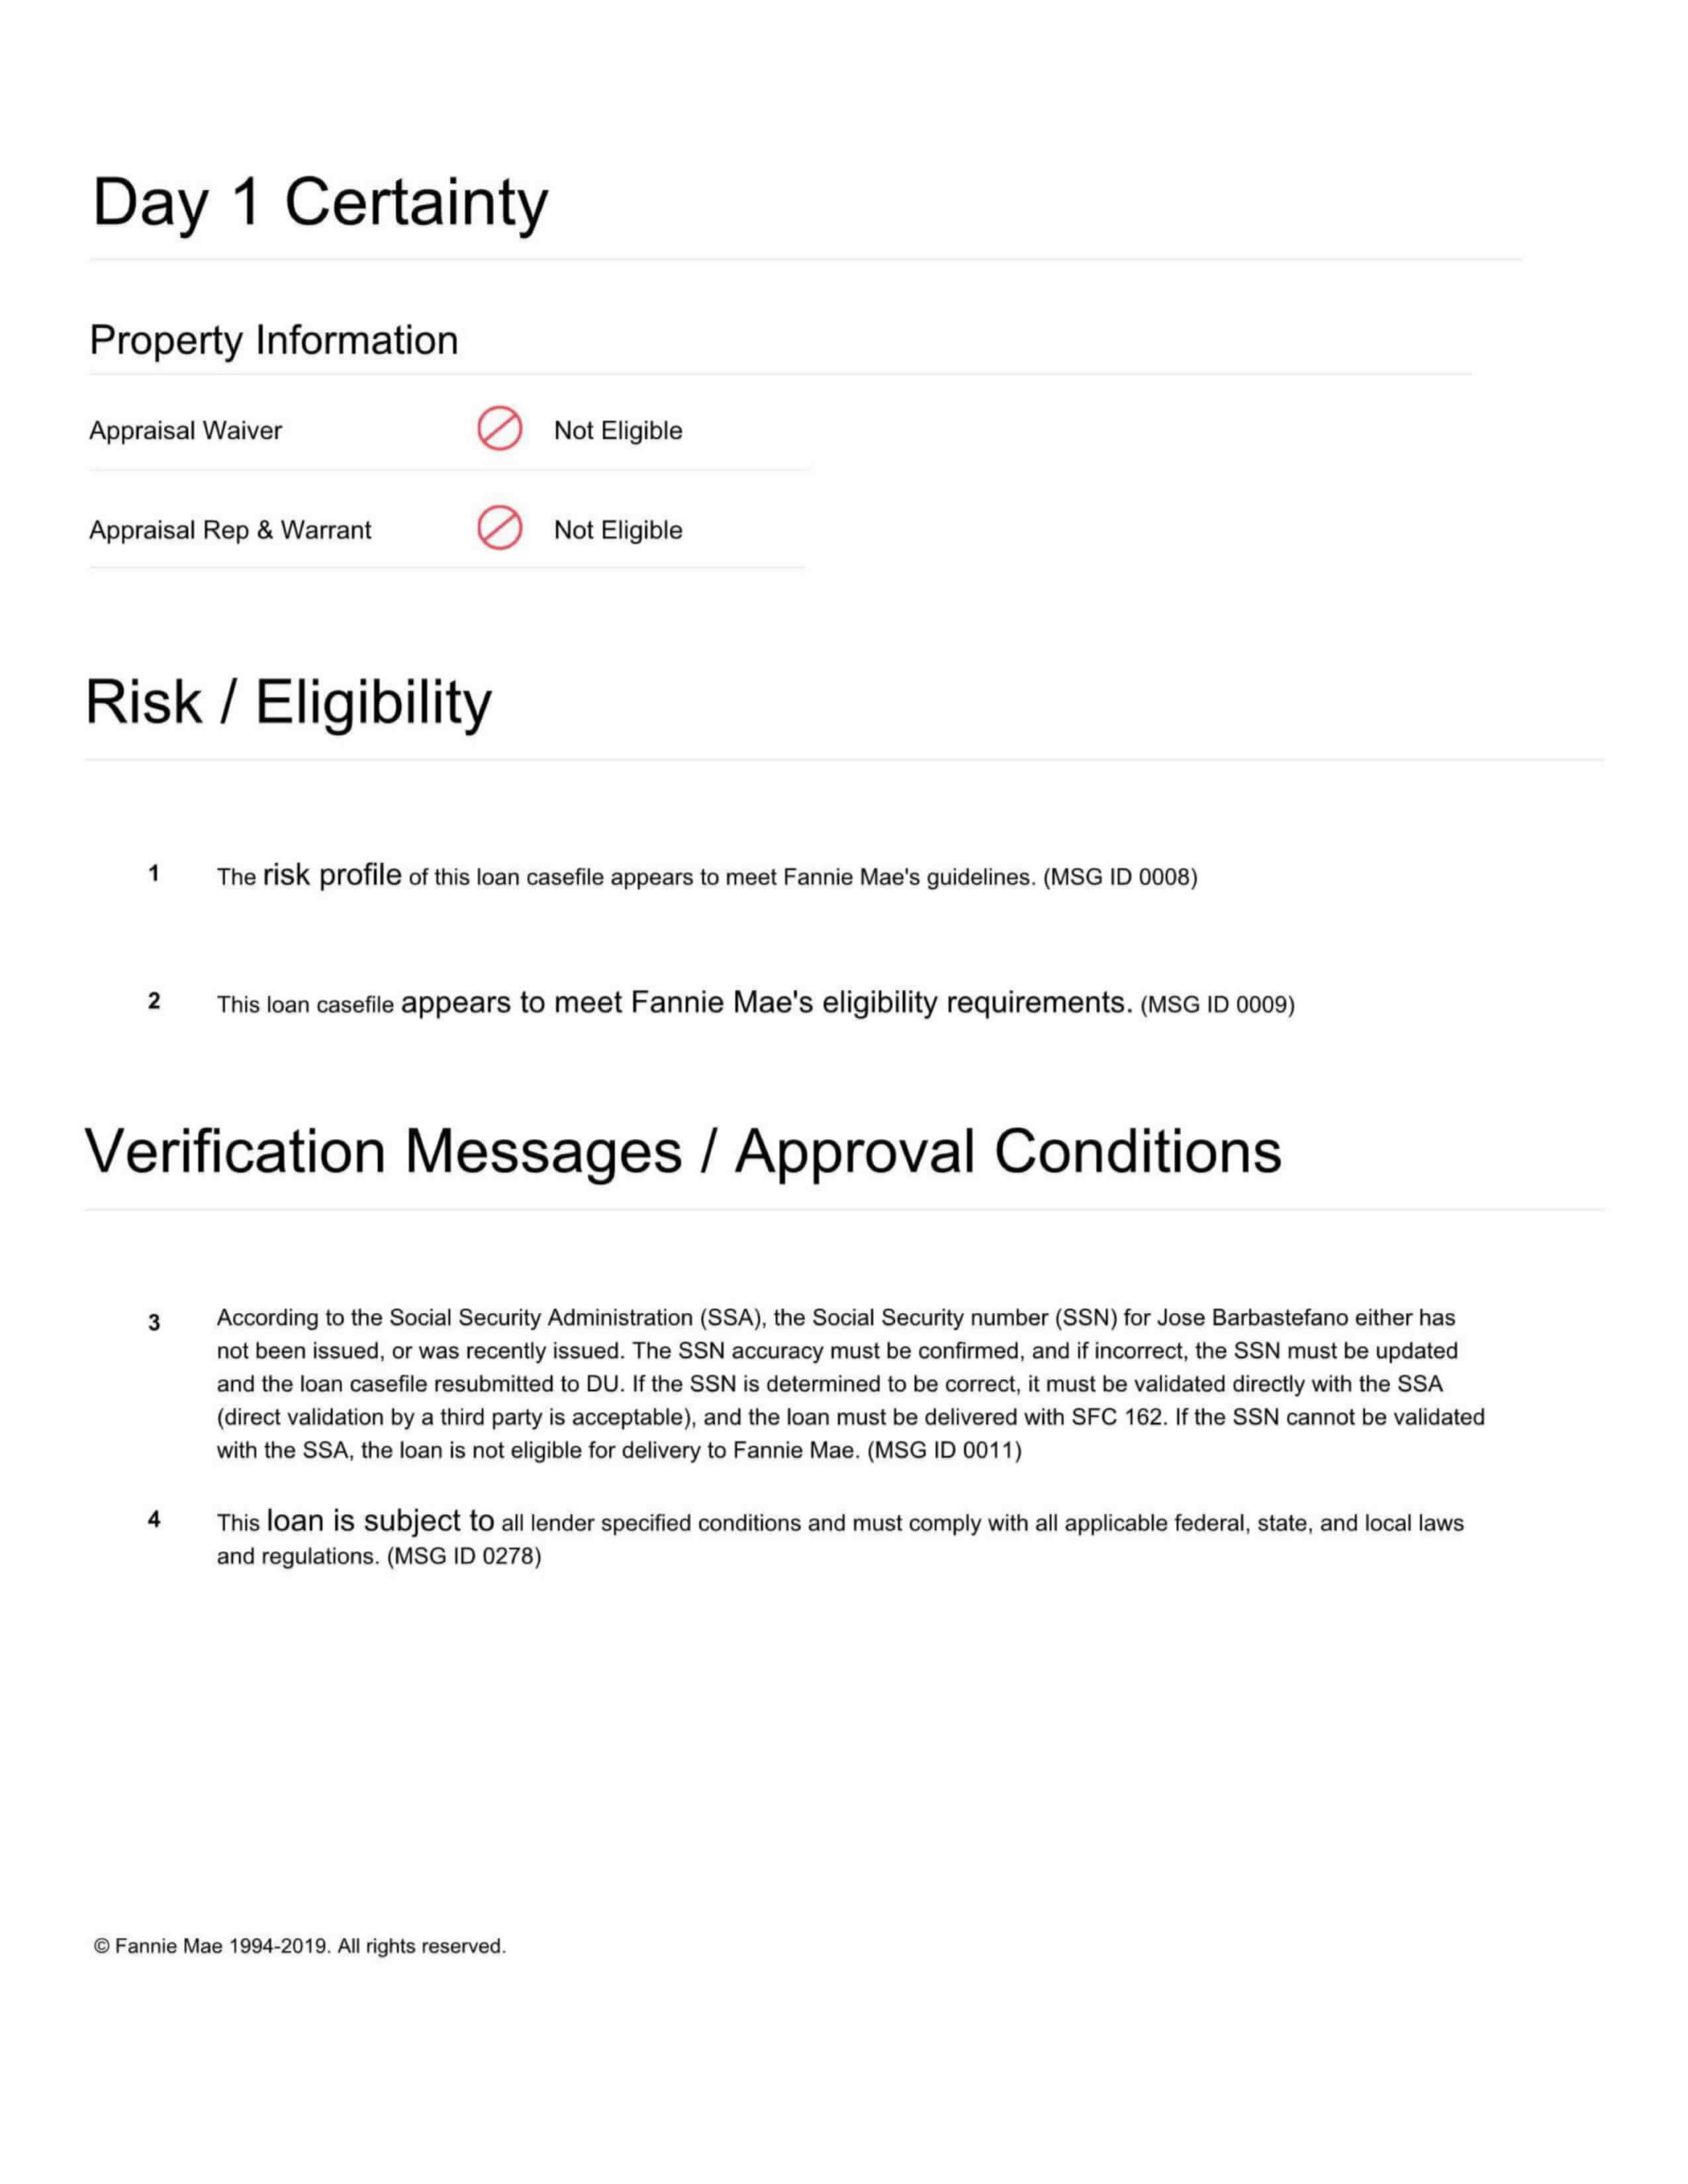 Day 1 Certainty
Property Information
Appraisal Waiver Not Eligible
Appraisal Rep & Warrant Not Eligible
Risk / Eligibility
1 The risk profile of this loan casefile appears to meet Fannie Mae's guidelines. (MSG ID 0008)
2 This loan casefile appears to meet Fannie Mae's eligibility requirements. (MSG ID 0009)
Verification Messages / Approval Conditions
3 According to the Social Security Administration (SSA), the Social Security number (SSN) for Jose Barbastefano either has
not been issued, or was recently issued. The SSN accuracy must be confirmed, and if incorrect, the SSN must be updated
and the loan casefile resubmitted to DU. If the SSN is determined to be correct, it must be validated directly with the SSA
(direct validation by a third party is acceptable), and the loan must be delivered with SFC 162. If the SSN cannot be validated
with the SSA, the loan is not eligible for delivery to Fannie Mae. (MSG ID 0011)
4 This loan is subject to all lender specified conditions and must comply with all applicable federal, state, and local laws
and regulations. (MSG ID 0278)
© Fannie Mae 1994-2019. All rights reserved.